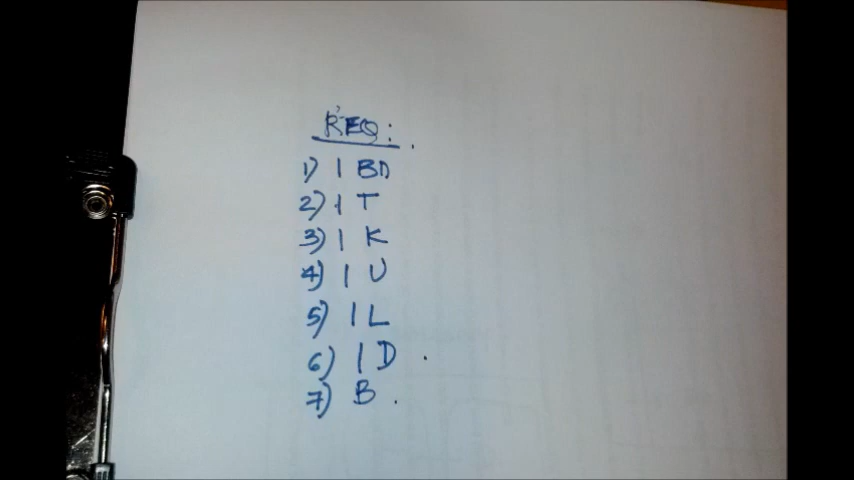 REQ:.
1) 1 BD
2) 1 T
3) 1 K
4) 1 U
5) 1 L
6) 1 D .
7) B .